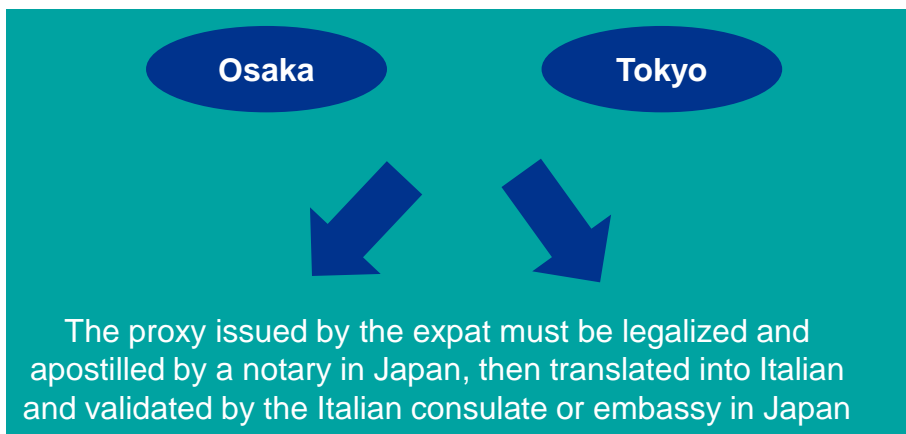 Osaka
Tokyo
The proxy issued by the expat must be legalized and
apostilled by a notary in Japan, then translated into Italian
and validated by the Italian consulate or embassy in Japan